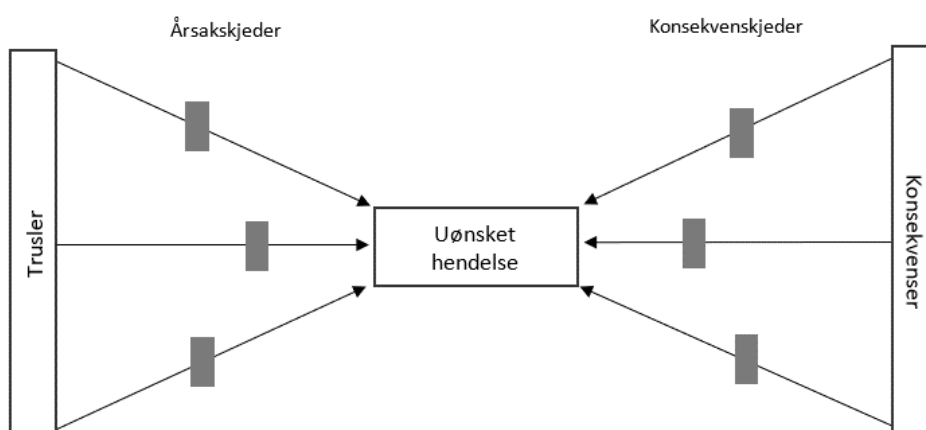 Årsakskjeder
Konsekvenskjeder
Trusler
Uønsket
hendelse
Konsekvenser